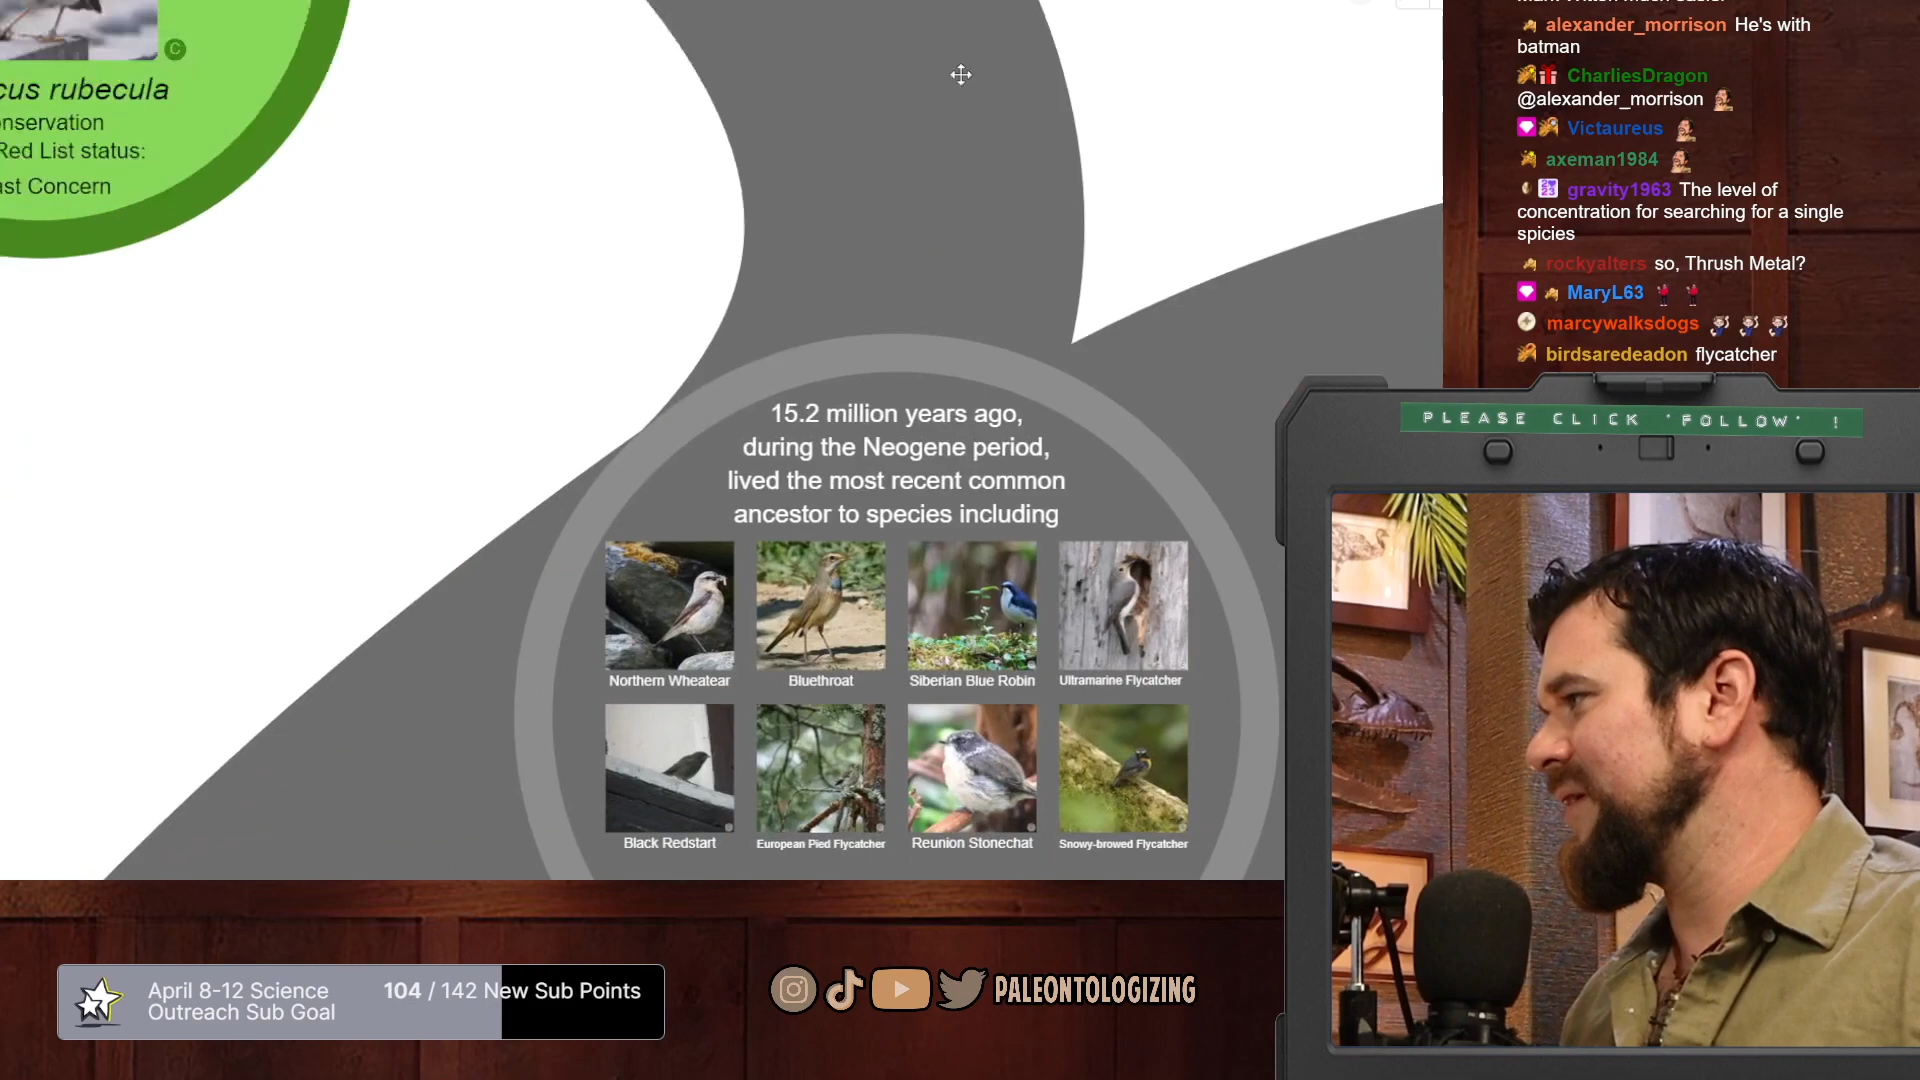 C
cus rubecula
onservation
Red List status:
ast Concern
15.2 million years ago,
during the Neogene period,
lived the most recent common
ancestor to species including
Northern Wheatear
Bluethroat
Siberian Blue Robin
Ultramarine Flycatcher
Black Redstart
European Pied Flycatcher
Reunion Stonechat
Snowy-browed Flycatcher
alexander_morrison He's with
batman
CharliesDragon
@alexander_morrison
Victaureus
axeman1984
gravity1963 The level of
concentration for searching for a single
spicies
rockyalters so, Thrush Metal?
MaryL63
marcywalksdogs
birdsaredeadon flycatcher
PLEASE CLICK 'FOLLOW' !
April 8-12 Science
Outreach Sub Goal
104 / 142 New Sub Points
PALEONTOLOGIZING